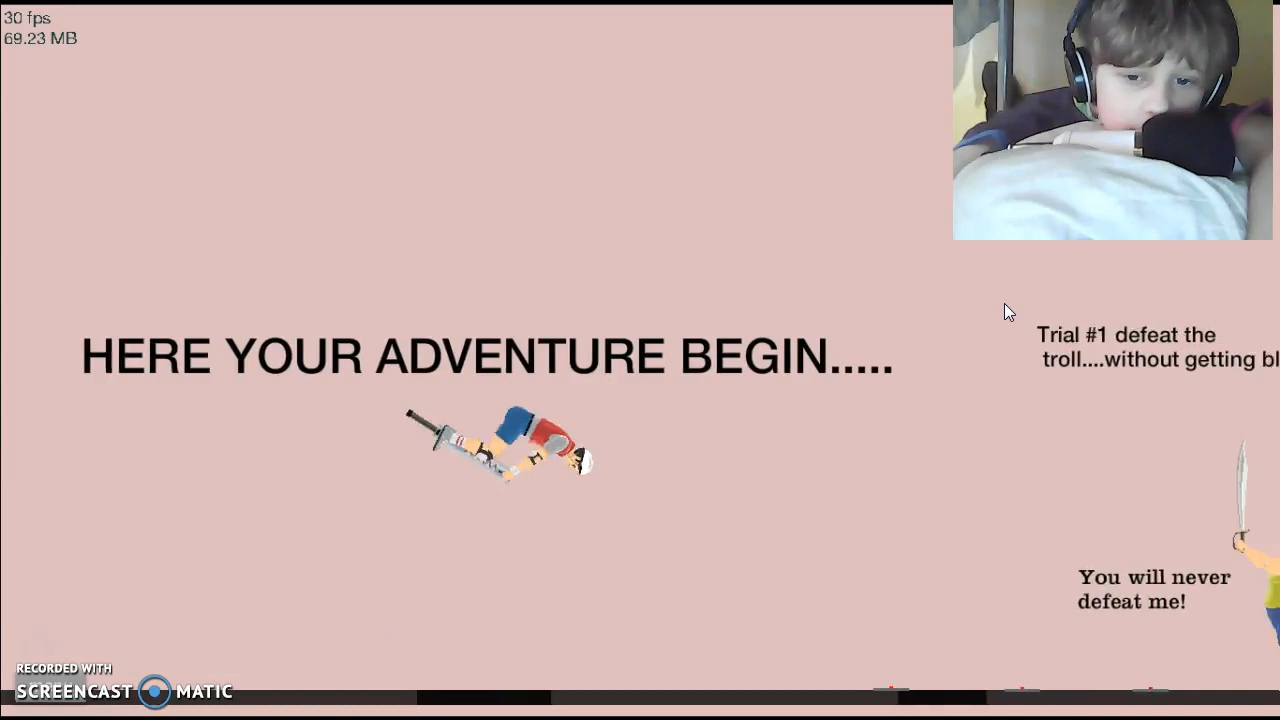 30 fps
69.23 MB
HERE YOUR ADVENTURE BEGIN.....
Trial #1 defeat the
troll....without getting bl
You will never
defeat me!
RECORDED WITH
SCREENCAST MATIC